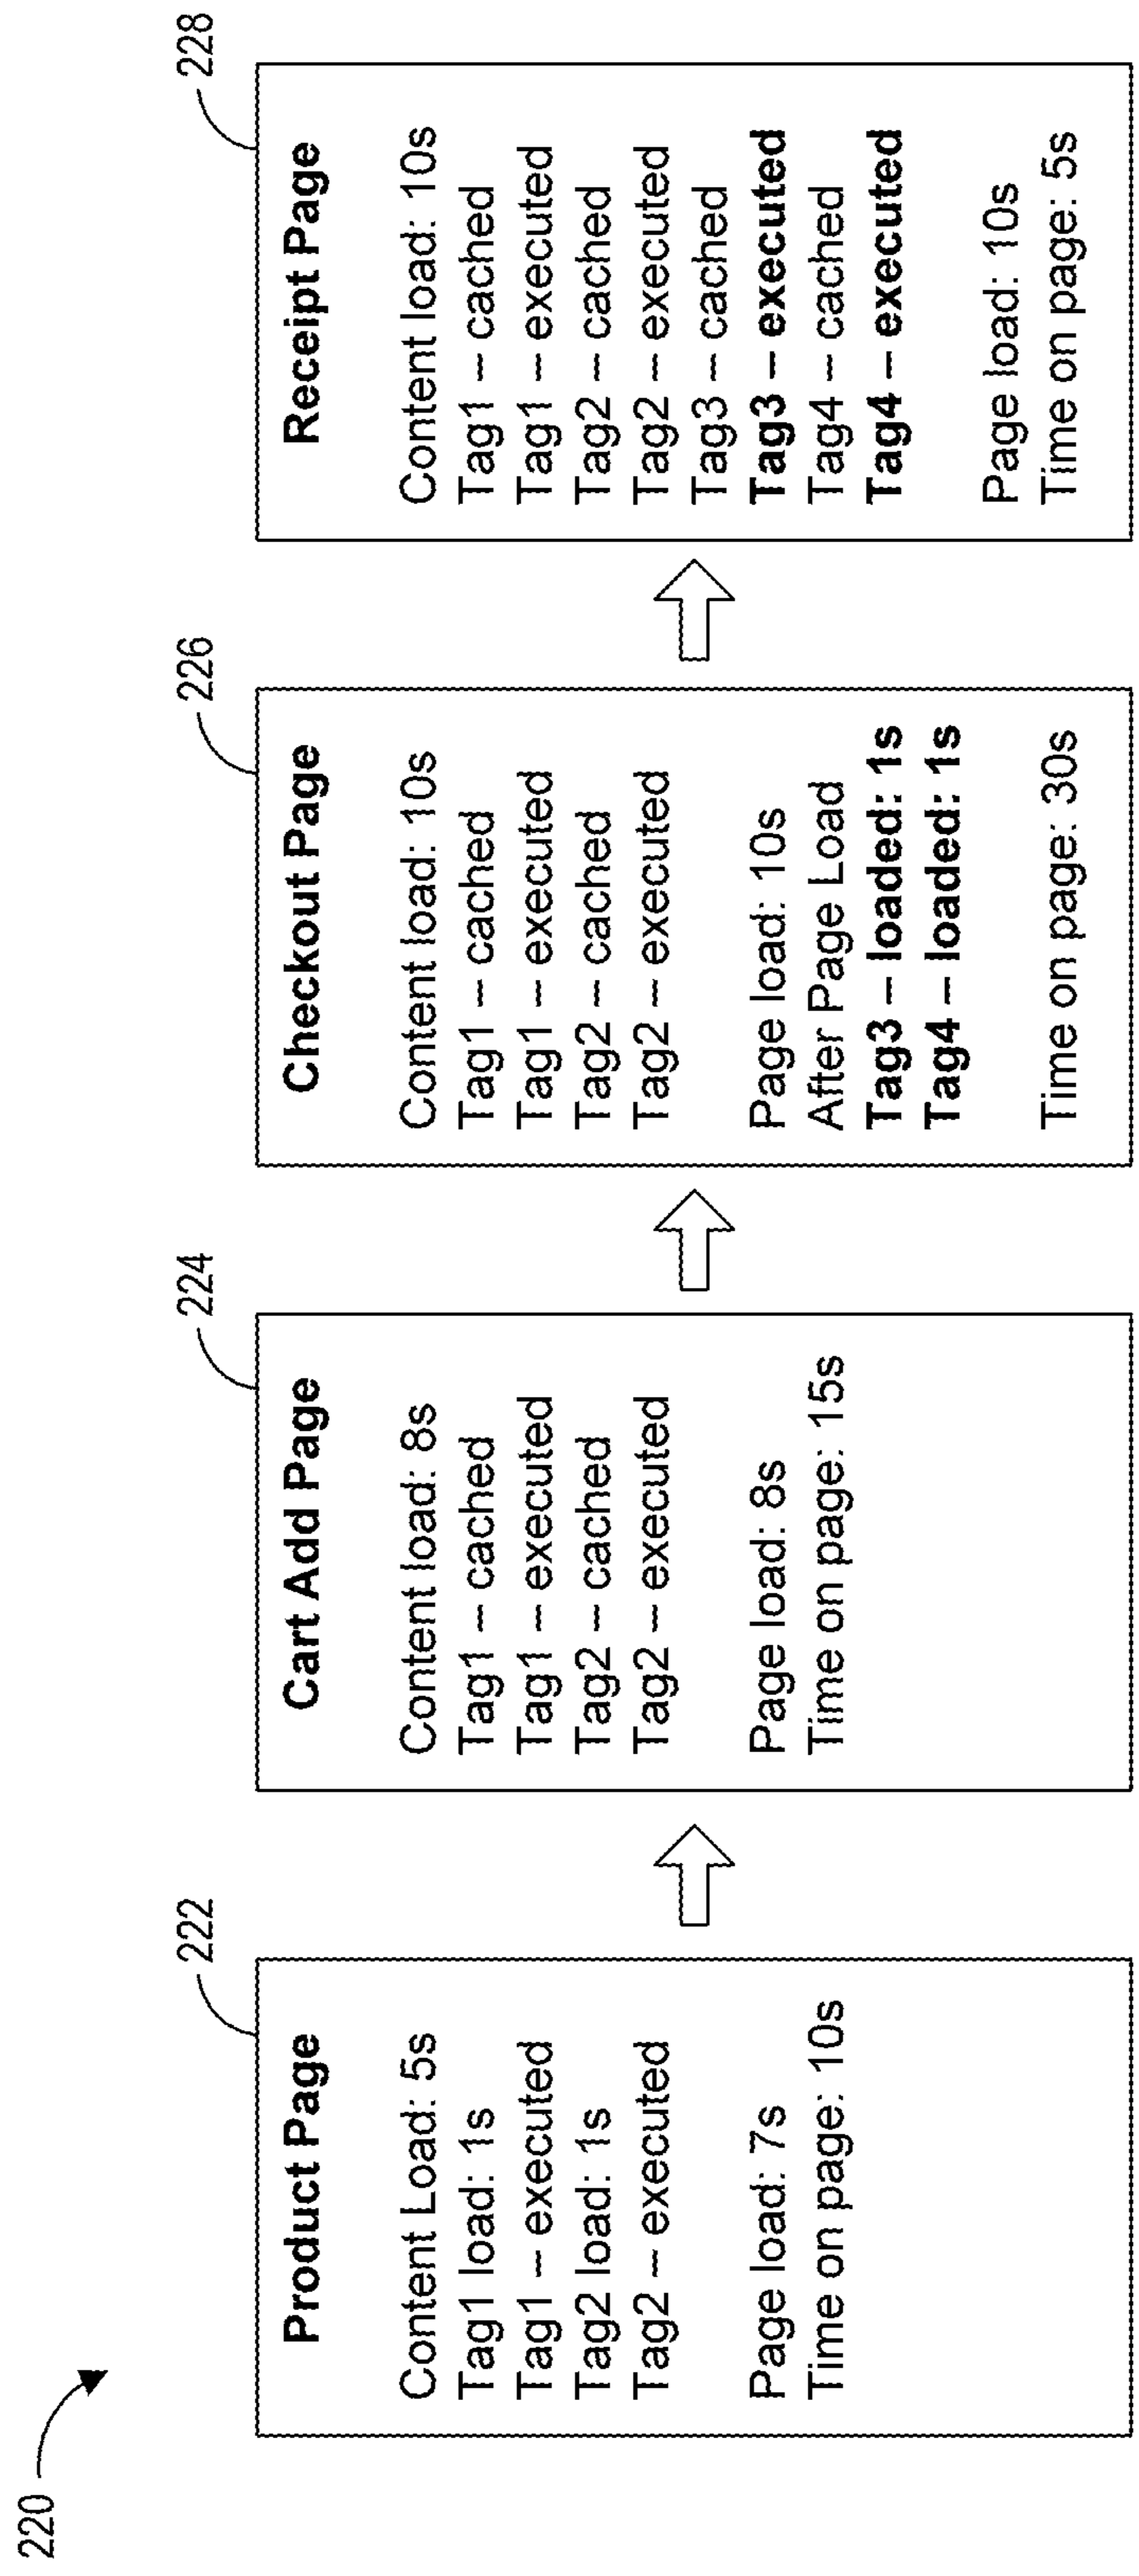 220
222
Product Page
Content Load: 5s
Tag1 load: 1s
Tag1 – executed
Tag2 load: 1s
Tag2 – executed
Page load: 7s
Time on page: 10s
224
Cart Add Page
Content load: 8s
Tag1 – cached
Tag1 – executed
Tag2 – cached
Tag2 – executed
Page load: 8s
Time on page: 15s
226
Checkout Page
Content load: 10s
Tag1 – cached
Tag1 – executed
Tag2 – cached
Tag2 – executed
Page load: 10s
After Page Load
Tag3 – loaded: 1s
Tag4 – loaded: 1s
Time on page: 30s
228
Receipt Page
Content load: 10s
Tag1 – cached
Tag1 – executed
Tag2 – cached
Tag2 – executed
Tag3 – cached
Tag3 – executed
Tag4 – cached
Tag4 – executed
Page load: 10s
Time on page: 5s